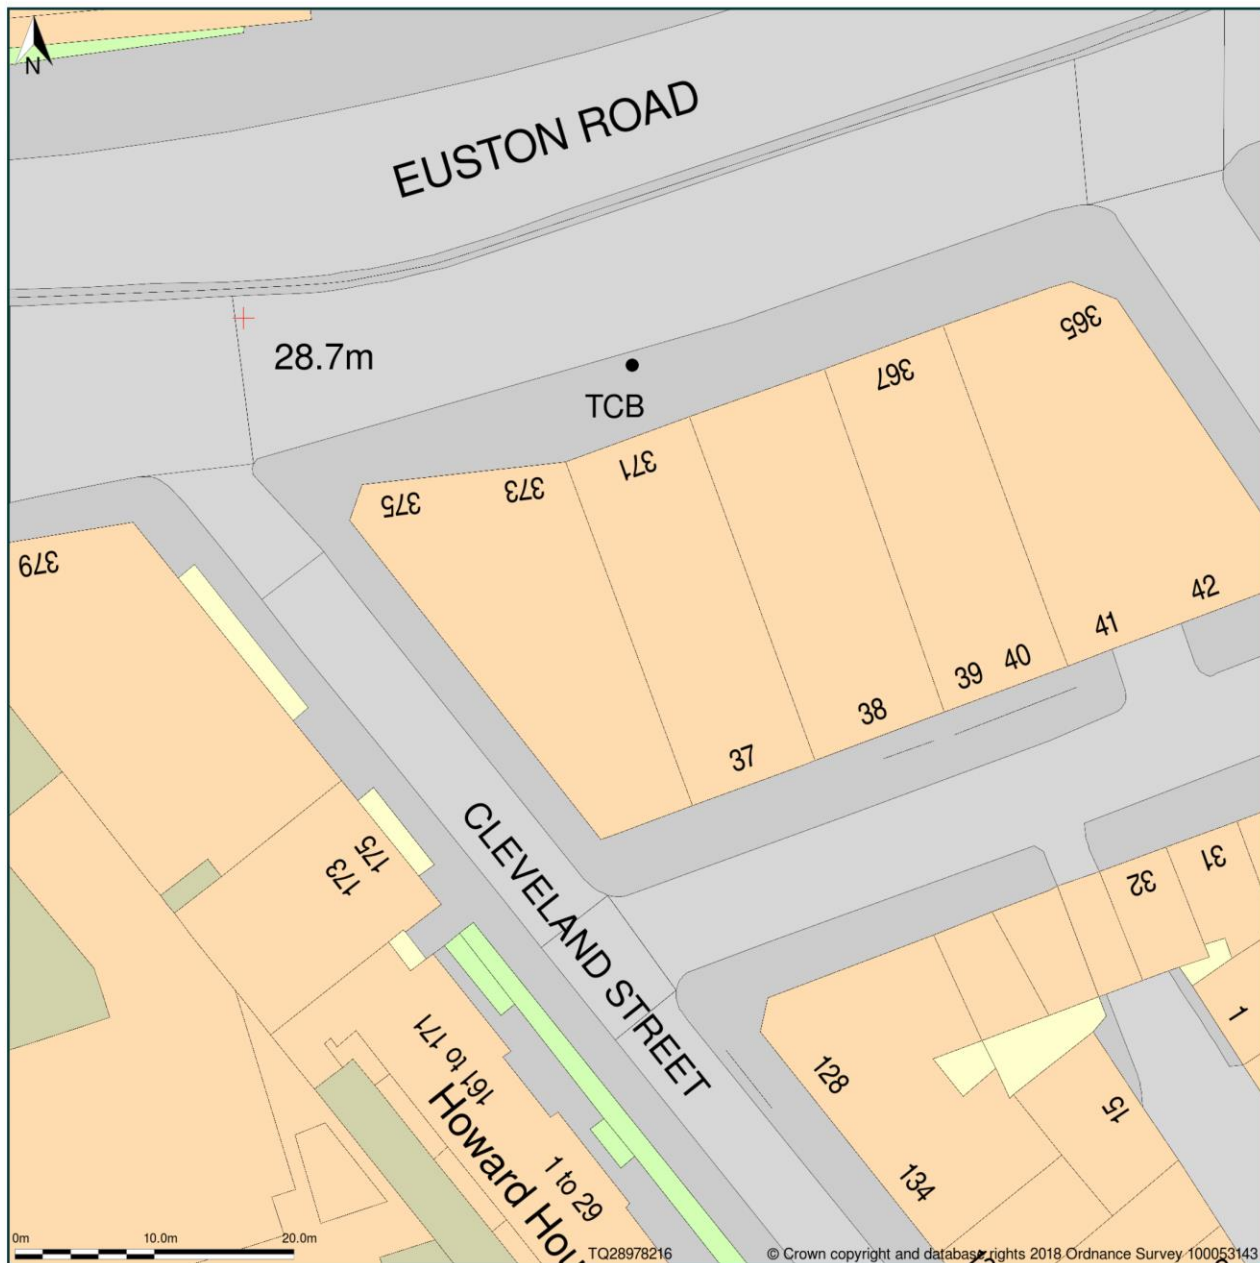 N
EUSTON ROAD
28.7m
TCB
365
367
371
373
375
379
42
41
40
39
38
37
CLEVELAND STREET
175
173
31
32
1
161 to 171
Howard Hou
1 to 29
128
134
15
0m 10.0m 20.0m
TQ28978216
© Crown copyright and database rights 2018 Ordnance Survey 100053143